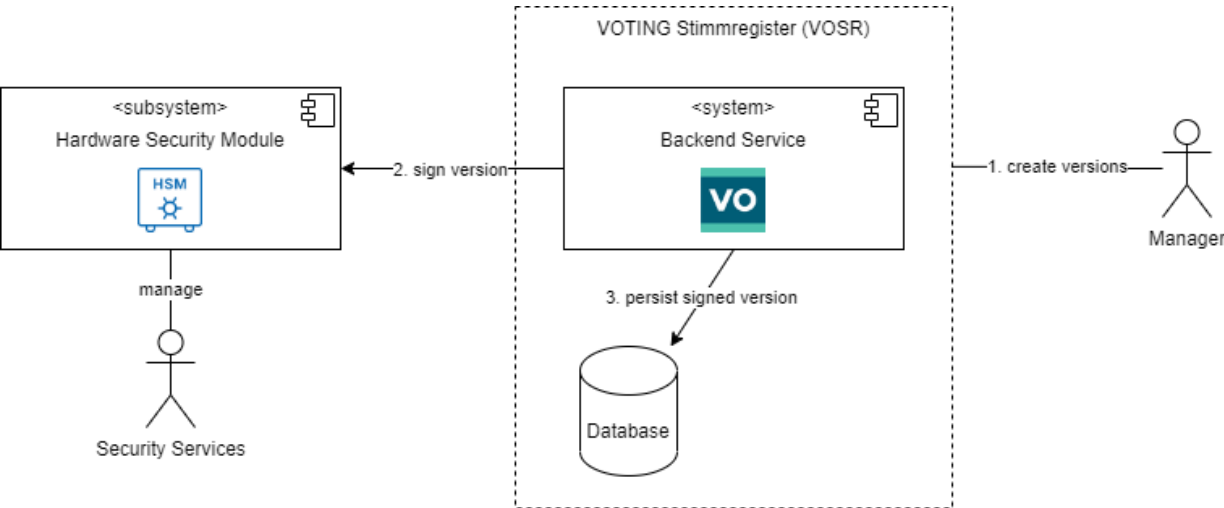 VOTING Stimmregister (VOSR)
<subsystem>
Hardware Security Module
HSM
<system>
Backend Service
VO
2. sign version
1. create versions
Manager
manage
3. persist signed version
Security Services
Database